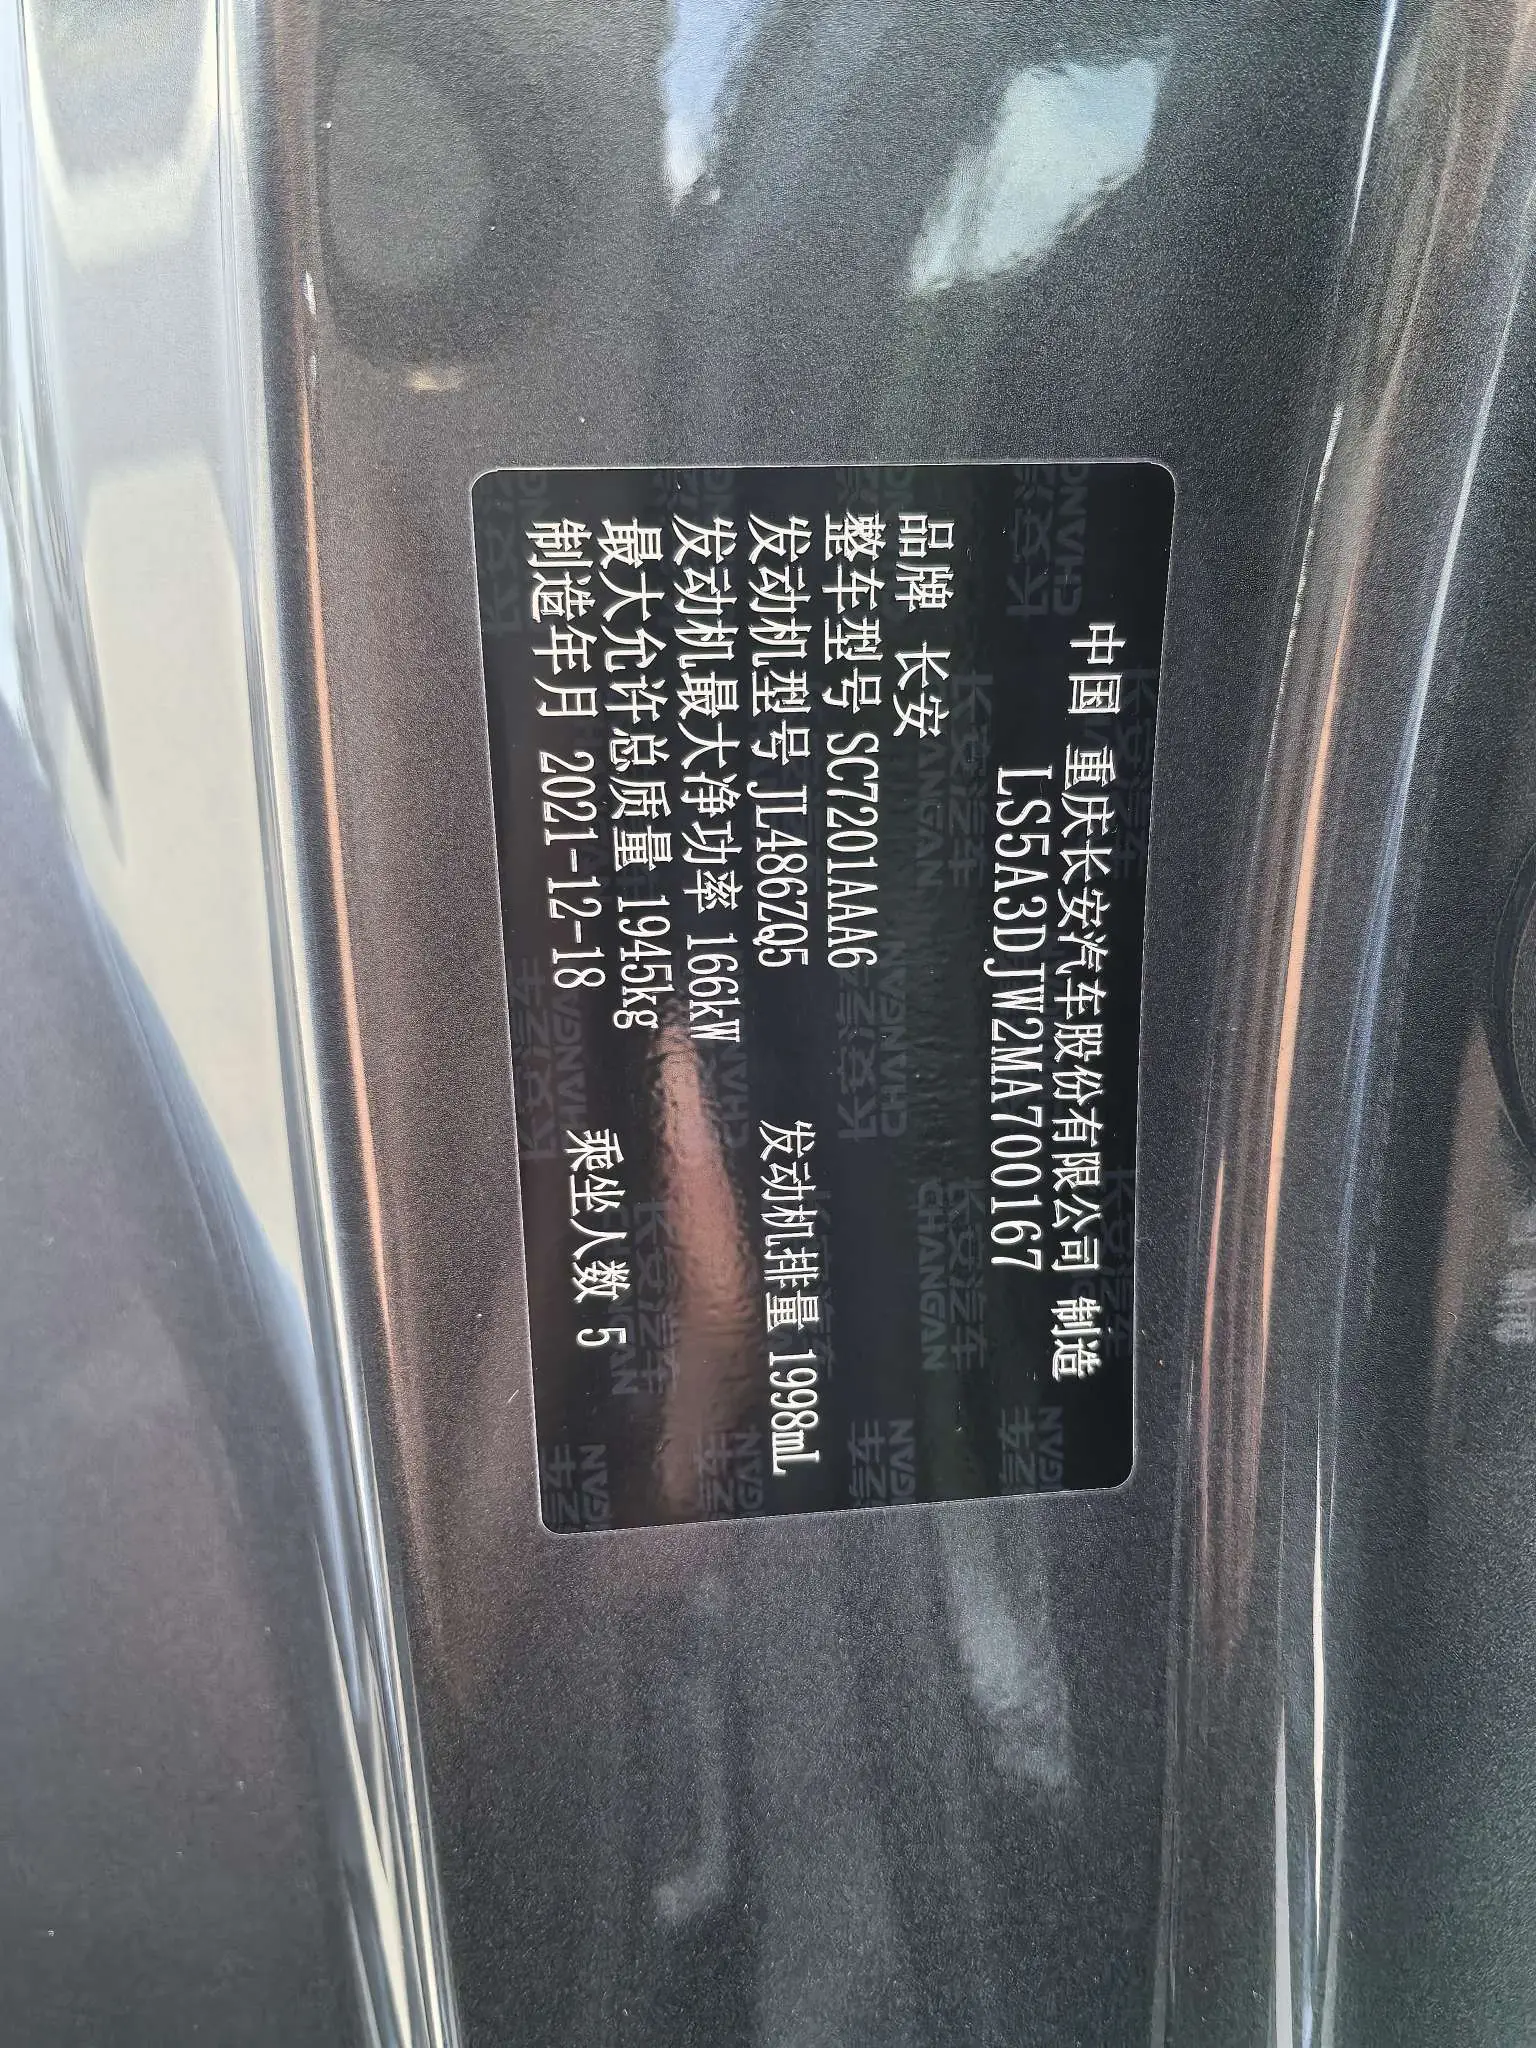 中国 重庆长安汽车股份有限公司 制造
LS5A3DJW2MA700167
品牌 长安
整车型号 SC7201AAA6
发动机型号 JL486ZQ5 发动机排量 1998mL
发动机最大净功率 166kW
最大允许总质量 1945kg
制造年月 2021-12-18 乘坐人数 5